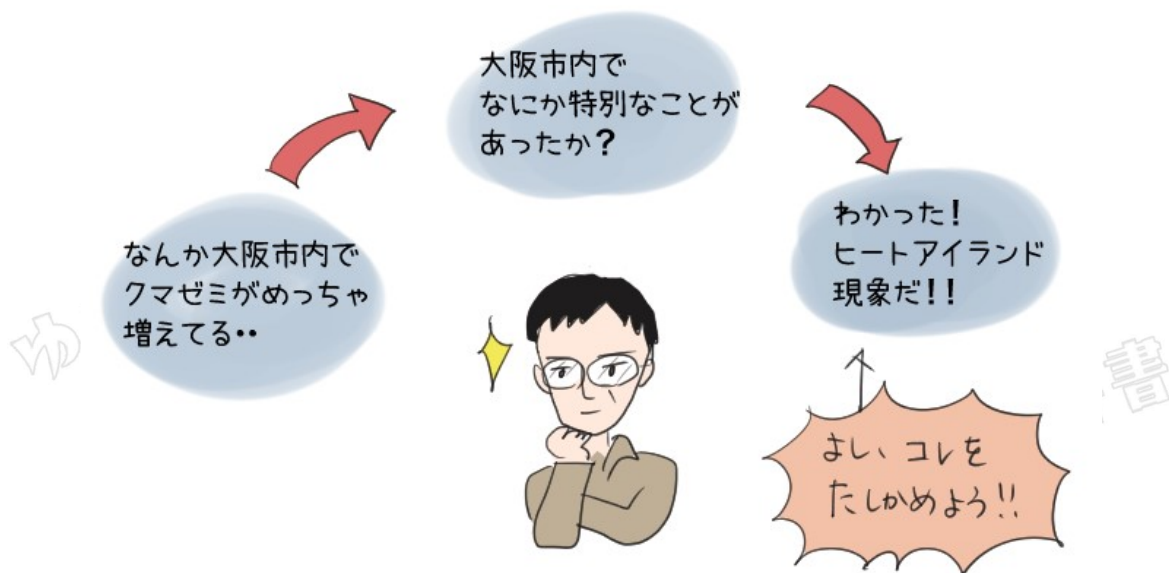 大阪市内で
なにか特別なことが
あったか？
なんか大阪市内で
クマゼミがめっちゃ
増えてる・・
わかった！
ヒートアイランド
現象だ！！
よし、コレを
たしかめよう!!
ゆ
書